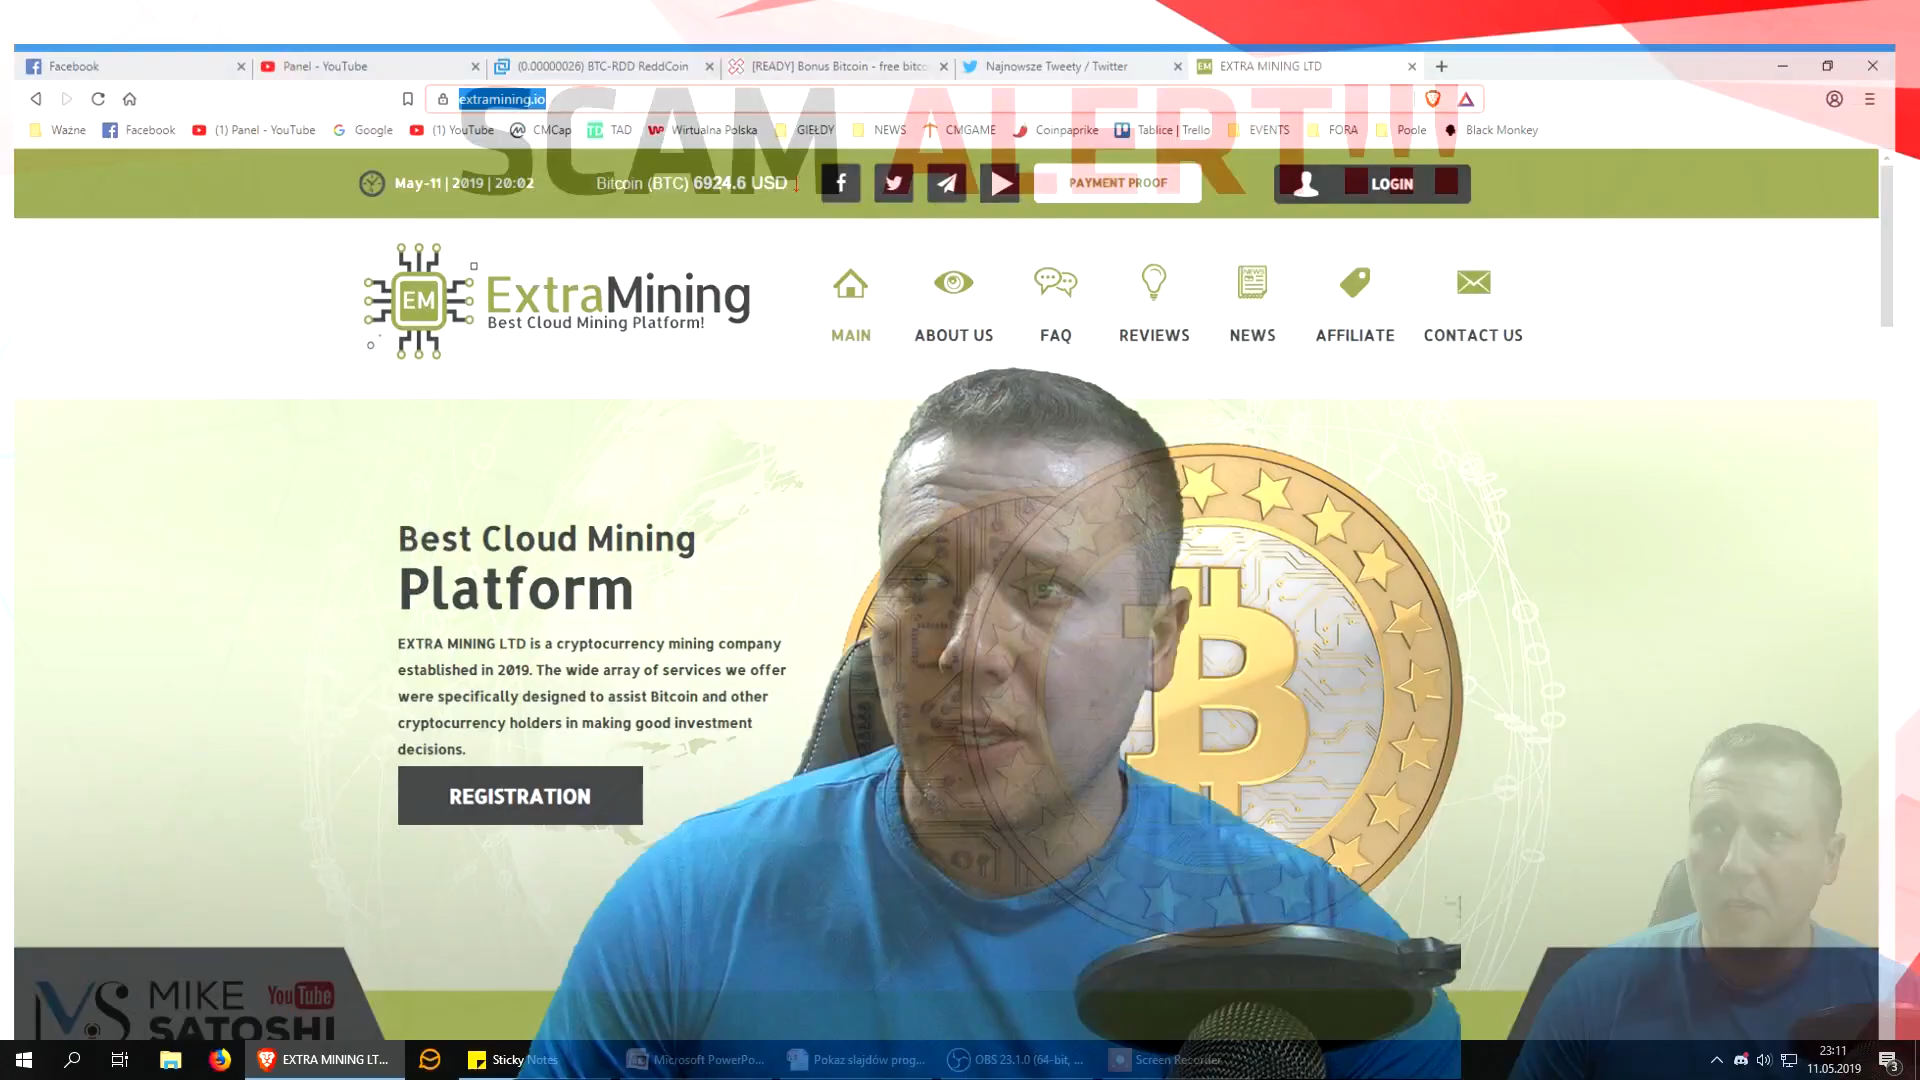 Facebook
Panel - YouTube
(0.00000026) BTC-RDD ReddCoin
[READY] Bonus Bitcoin - free bitco
Najnowsze Tweety / Twitter
EXTRA MINING LTD
extramining.io
SCAM ALERT!!!
Ważne
Facebook
(1) Panel - YouTube
Google
(1) YouTube
CMCap
TAD
Wirtualna Polska
GIEŁDY
NEWS
CMGAME
Coinpaprike
Tablice | Trello
EVENTS
FORA
Poole
Black Monkey
May-11 | 2019 | 20:02
Bitcoin (BTC) 6924.6 USD
PAYMENT PROOF
LOGIN
EM
ExtraMining
Best Cloud Mining Platform!
MAIN
ABOUT US
FAQ
REVIEWS
NEWS
AFFILIATE
CONTACT US
Best Cloud Mining
Platform
EXTRA MINING LTD is a cryptocurrency mining company
established in 2019. The wide array of services we offer
were specifically designed to assist Bitcoin and other
cryptocurrency holders in making good investment
decisions.
REGISTRATION
MS
MIKE
SATOSHI
YouTube
EXTRA MINING LT...
Sticky Notes
Microsoft PowerPo...
Pokaz slajdów prog...
OBS 23.1.0 (64-bit, ...
Screen Recorder
23:11
11.05.2019
3